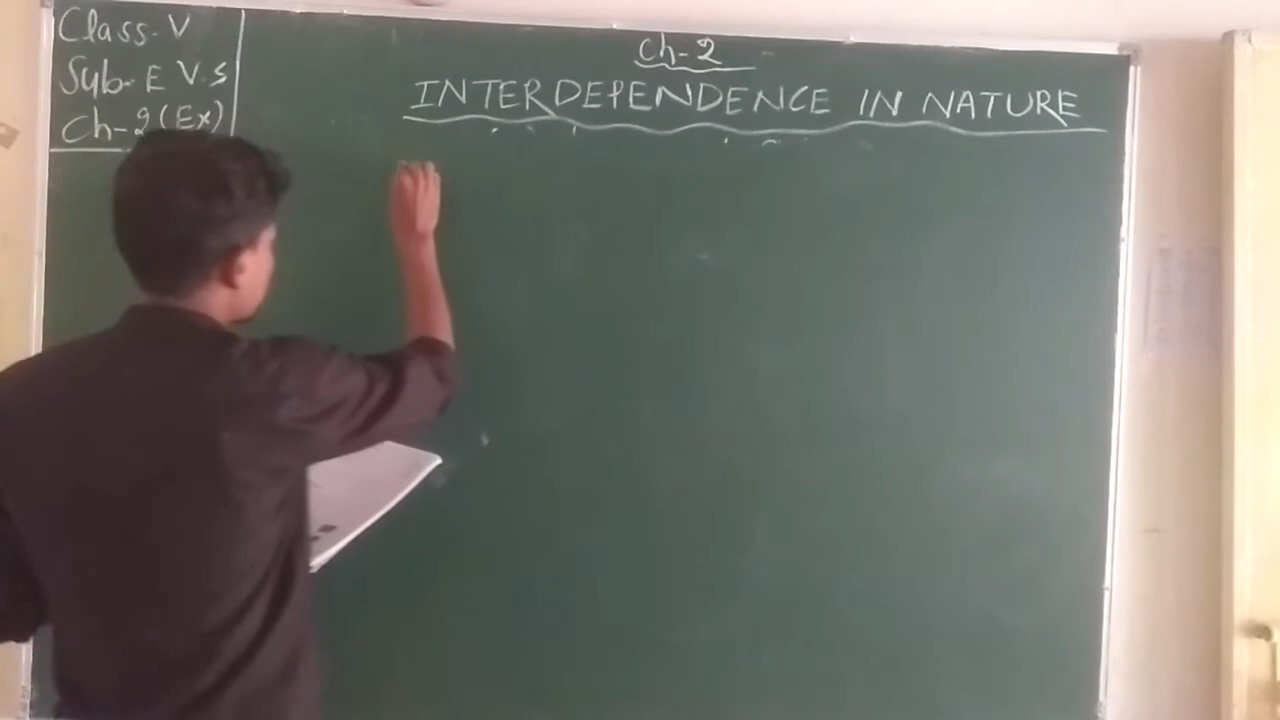 Class-V
Sub-E V.S
Ch-2(Ex)
Ch-2
INTERDEPENDENCE IN NATURE